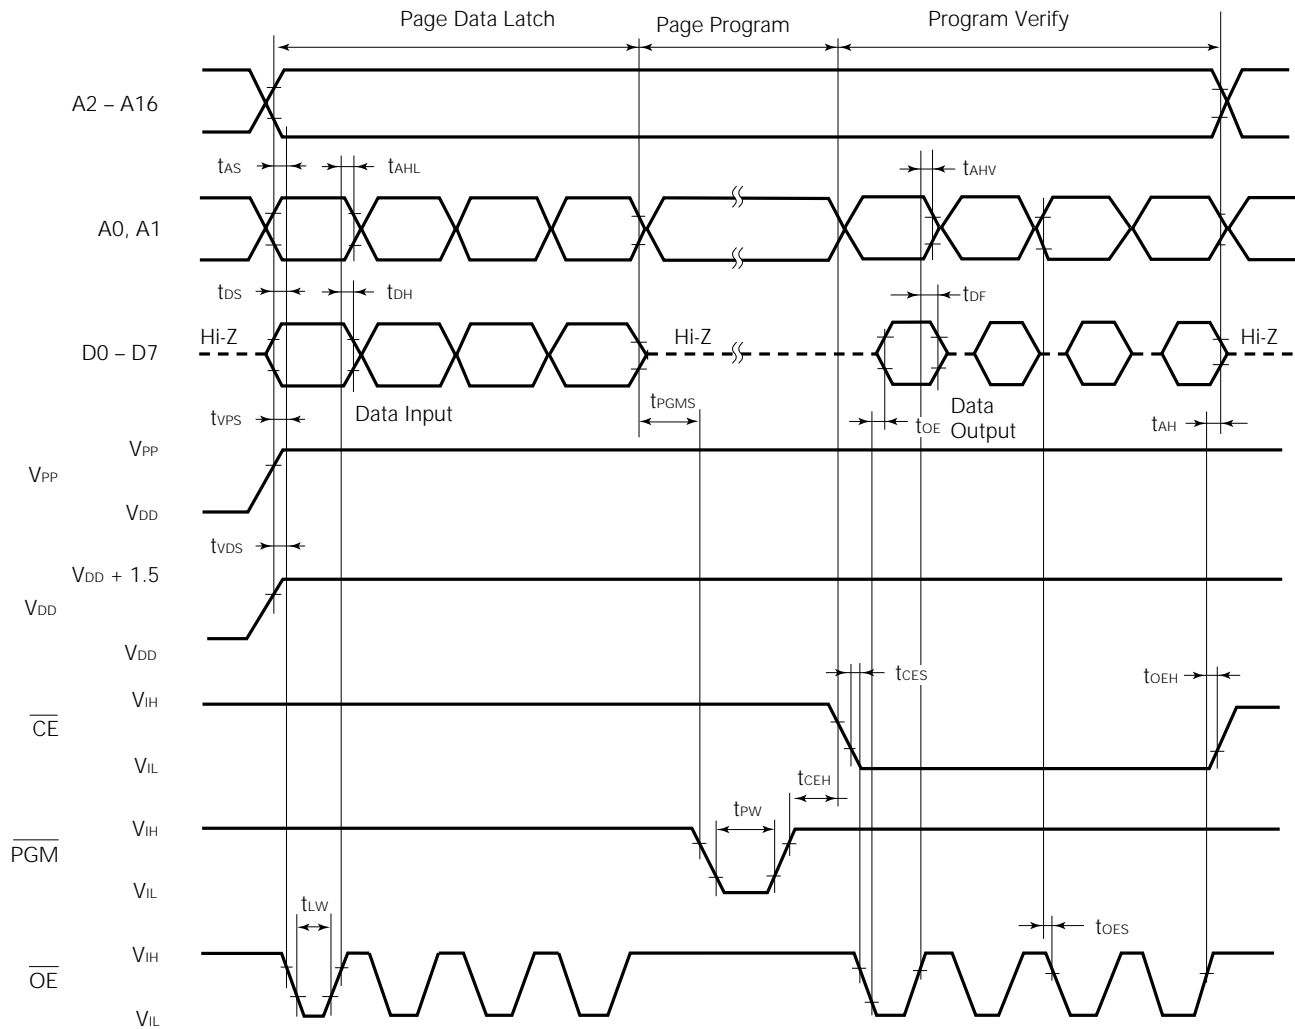 Page Data Latch Page Program Program Verify
A2 – A16
tAS tAHL tAHV
A0, A1
tDS tDH tDF
Hi-Z Hi-Z Hi-Z
D0 – D7
Data Input tPGMS Data
Output
tVPS tOE tAH
VPP
VPP
VDD
tVDS
VDD + 1.5
VDD
VDD
tCES tOEH
VIH
CE
VIL
tCEH
tPW
VIH
PGM
VIL
tLW
tOES
VIH
OE
VIL